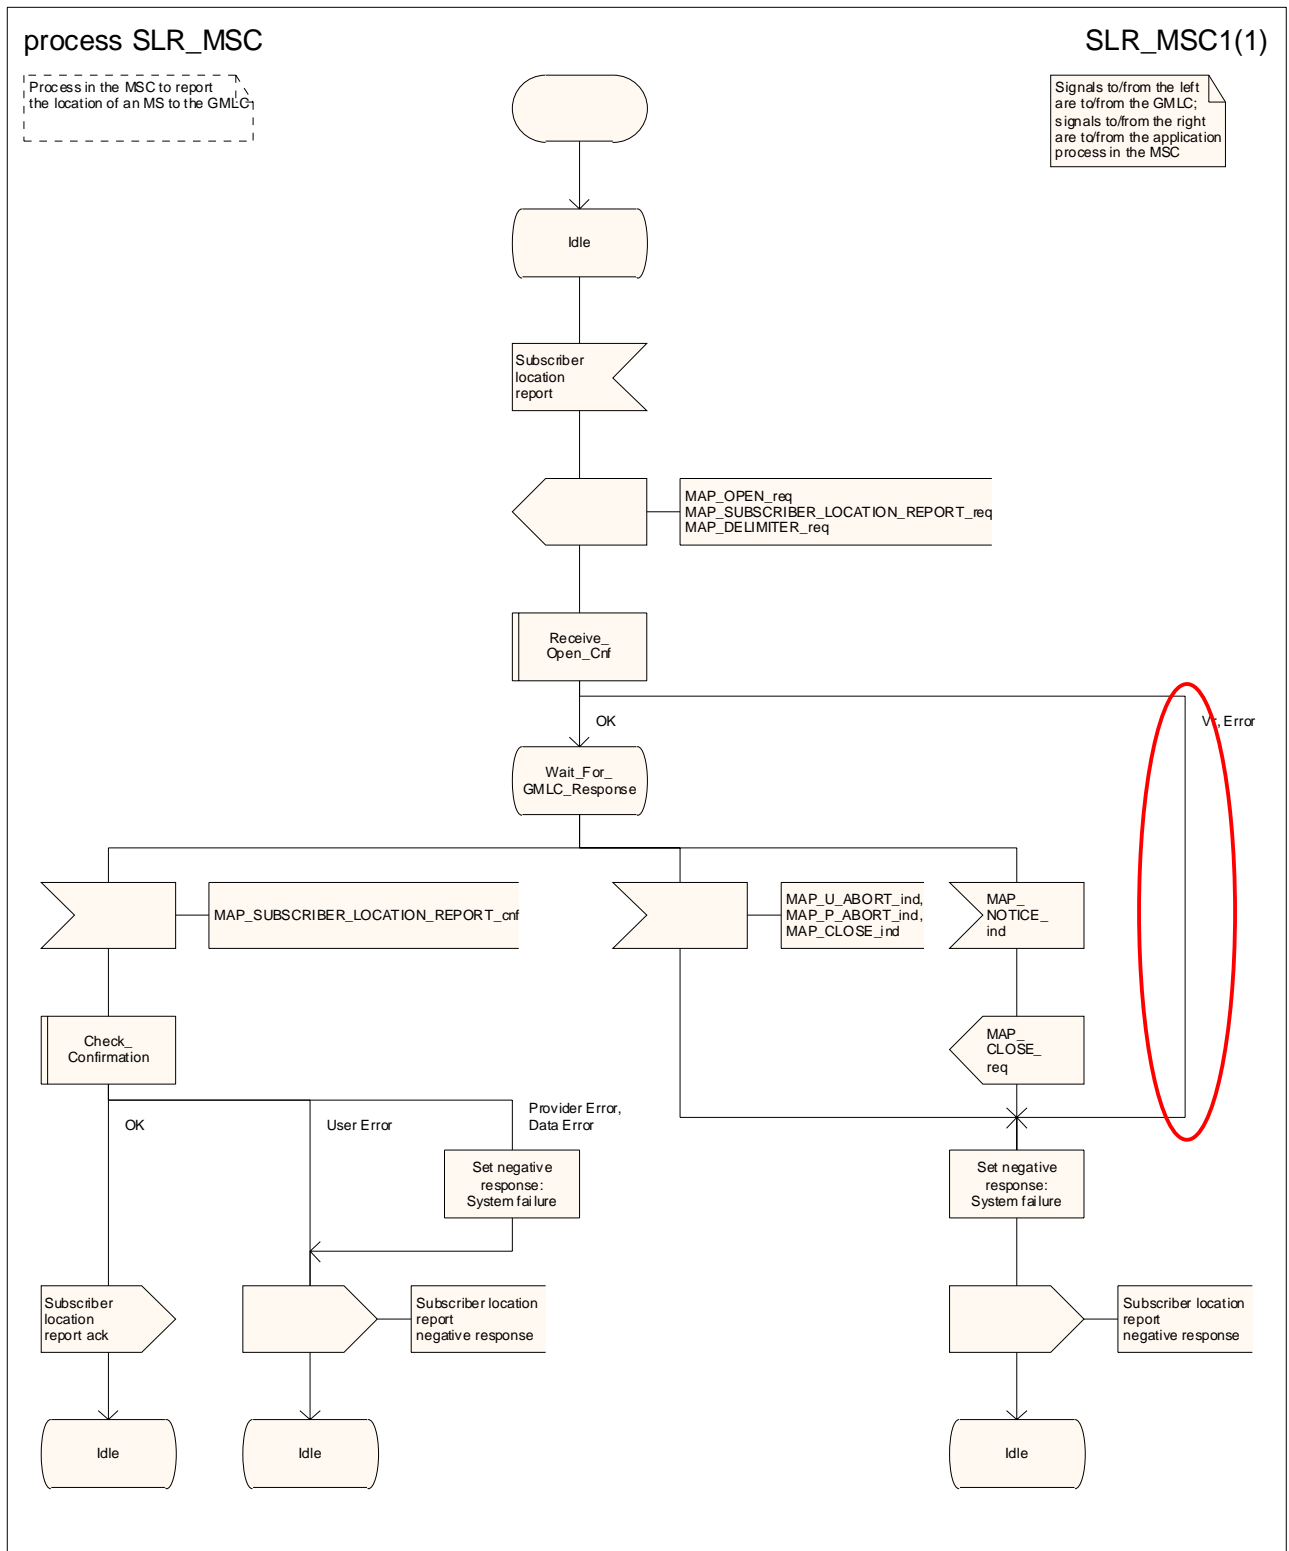 process SLR_MSC
SLR_MSC1(1)
Process in the MSC to report
the location of an MS to the GMLC
Signals to/from the left
are to/from the GMLC;
signals to/from the right
are to/from the application
process in the MSC
Idle
Subscriber
location
report
MAP_OPEN_req
MAP_SUBSCRIBER_LOCATION_REPORT_req
MAP_DELIMITER_req
Receive_
Open_Cnf
OK
Vr, Error
Wait_For_
GMLC_Response
MAP_SUBSCRIBER_LOCATION_REPORT_cnf
MAP_U_ABORT_ind,
MAP_P_ABORT_ind,
MAP_CLOSE_ind
MAP_
NOTICE_
ind
Check_
Confirmation
MAP_
CLOSE_
req
OK
User Error
Provider Error,
Data Error
Set negative
response:
System failure
Set negative
response:
System failure
Subscriber
location
report ack
Subscriber location
report
negative response
Subscriber location
report
negative response
Idle
Idle
Idle